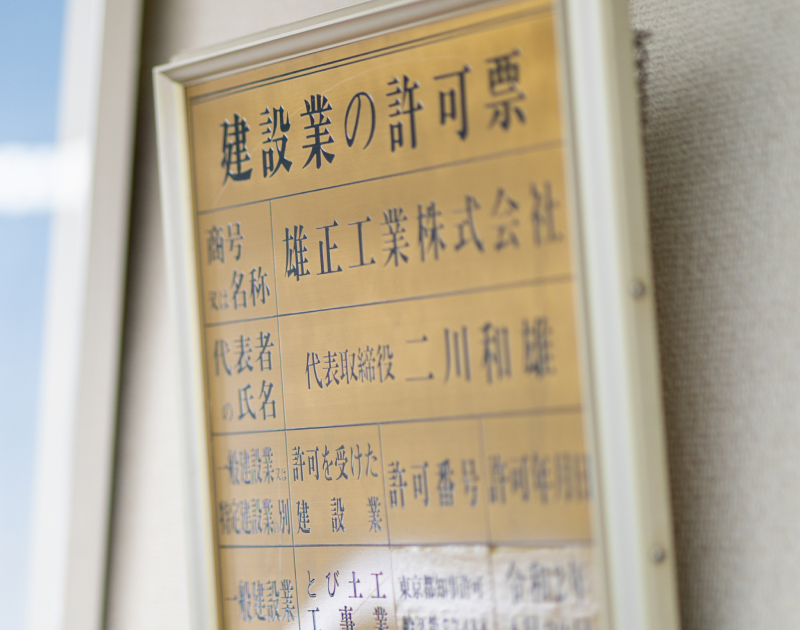 建設業の許可票
商号
又は名称
雄正工業株式会社
代表者
の氏名
代表取締役 二川和雄
一般建設業又は
特定建設業の別
許可を受けた
建設業
許可番号
許可年月日
一般建設業
とび土工
工事業
東京都知事許可
令和2年